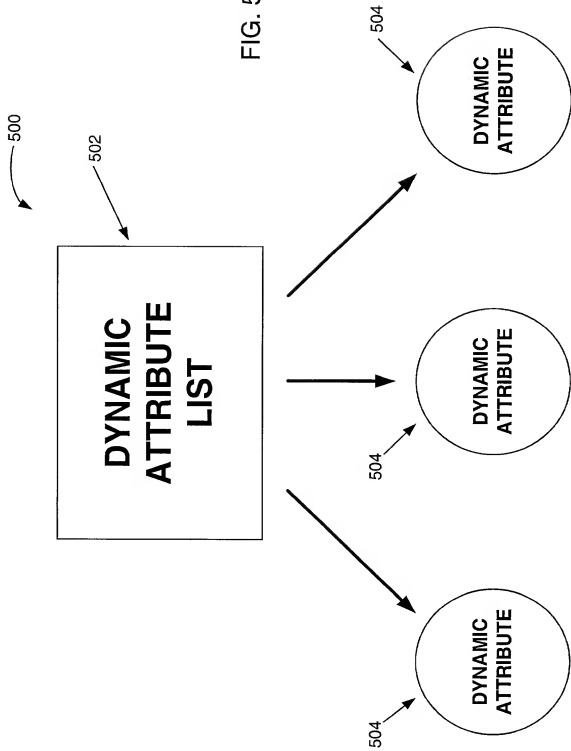 500
502
DYNAMIC
ATTRIBUTE
LIST
FIG. 5
504
DYNAMIC
ATTRIBUTE
504
DYNAMIC
ATTRIBUTE
504
DYNAMIC
ATTRIBUTE